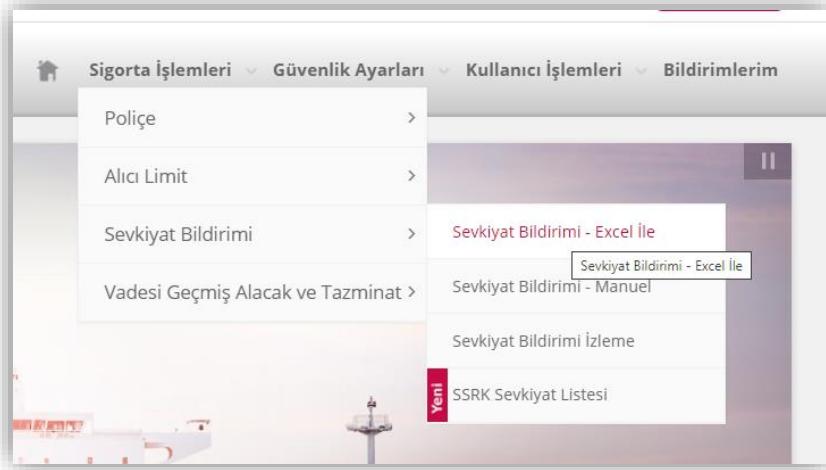 Sigorta İşlemleri Güvenlik Ayarları Kullanıcı İşlemleri Bildirimlerim
Poliçe
Alıcı Limit
Sevkiyat Bildirimi
Vadesi Geçmiş Alacak ve Tazminat
Sevkiyat Bildirimi - Excel İle
Sevkiyat Bildirimi - Excel İle
Sevkiyat Bildirimi - Manuel
Sevkiyat Bildirimi İzleme
Yeni
SSRK Sevkiyat Listesi